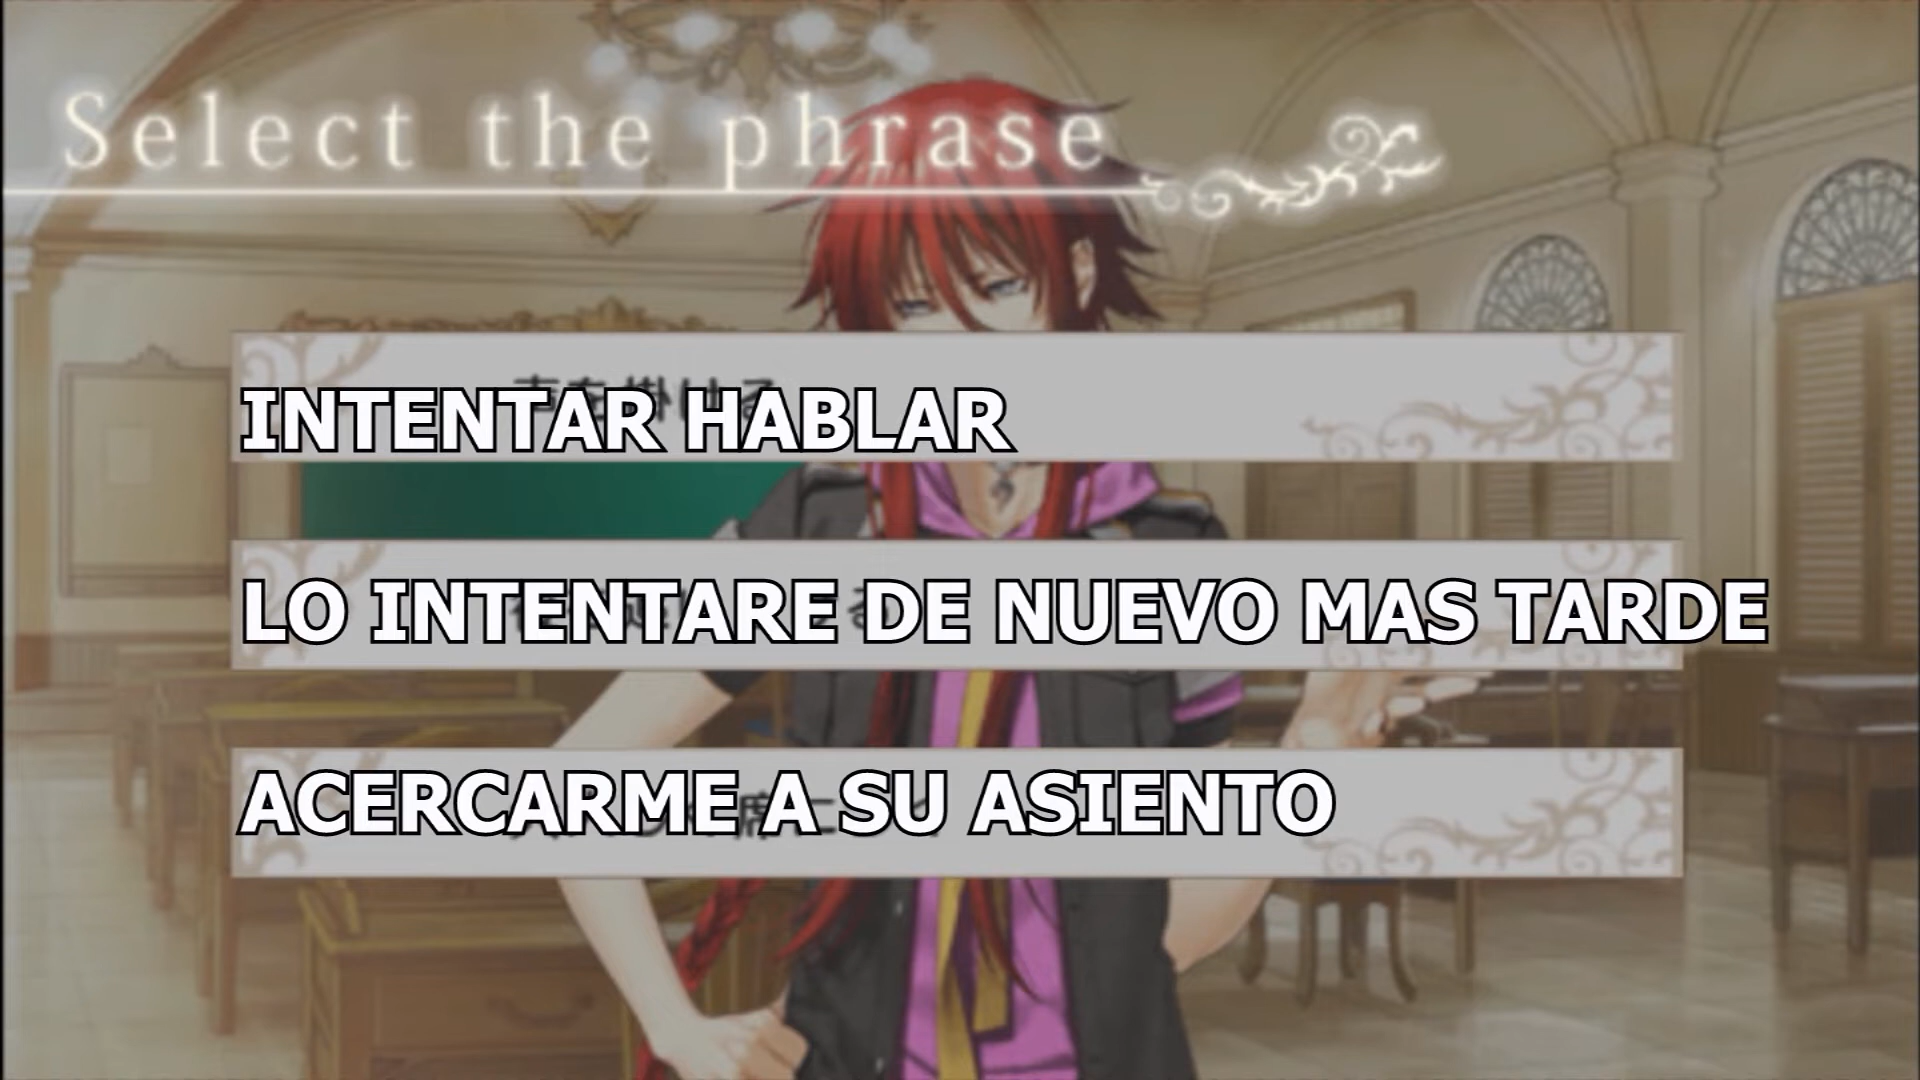 Select the phrase
INTENTAR HABLAR
LO INTENTARE DE NUEVO MAS TARDE
ACERCARME A SU ASIENTO